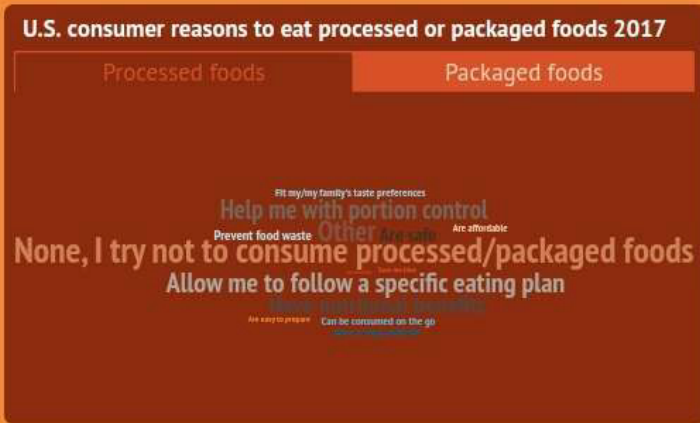 U.S. consumer reasons to eat processed or packaged foods 2017
Processed foods
Packaged foods
Fit my/my family's taste preferences
Help me with portion control
Prevent food waste
Other
Are safe
Are affordable
None, I try not to consume processed/packaged foods
Allow me to follow a specific eating plan
Have nutritional benefits
Are easy to prepare
Can be consumed on the go